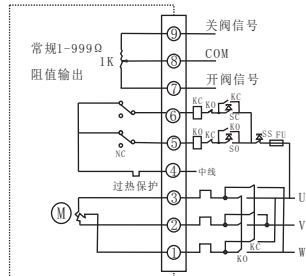 ⑨ 关阀信号
常规1-999Ω
1K ⑧ COM
阻值输出
⑦ 开阀信号
KC
⑥ KC KO
SC
KO
⑤ KO KC SS FU
NC SO
④ 中线
过热保护
③ U
M ② V
KC
① W
KO